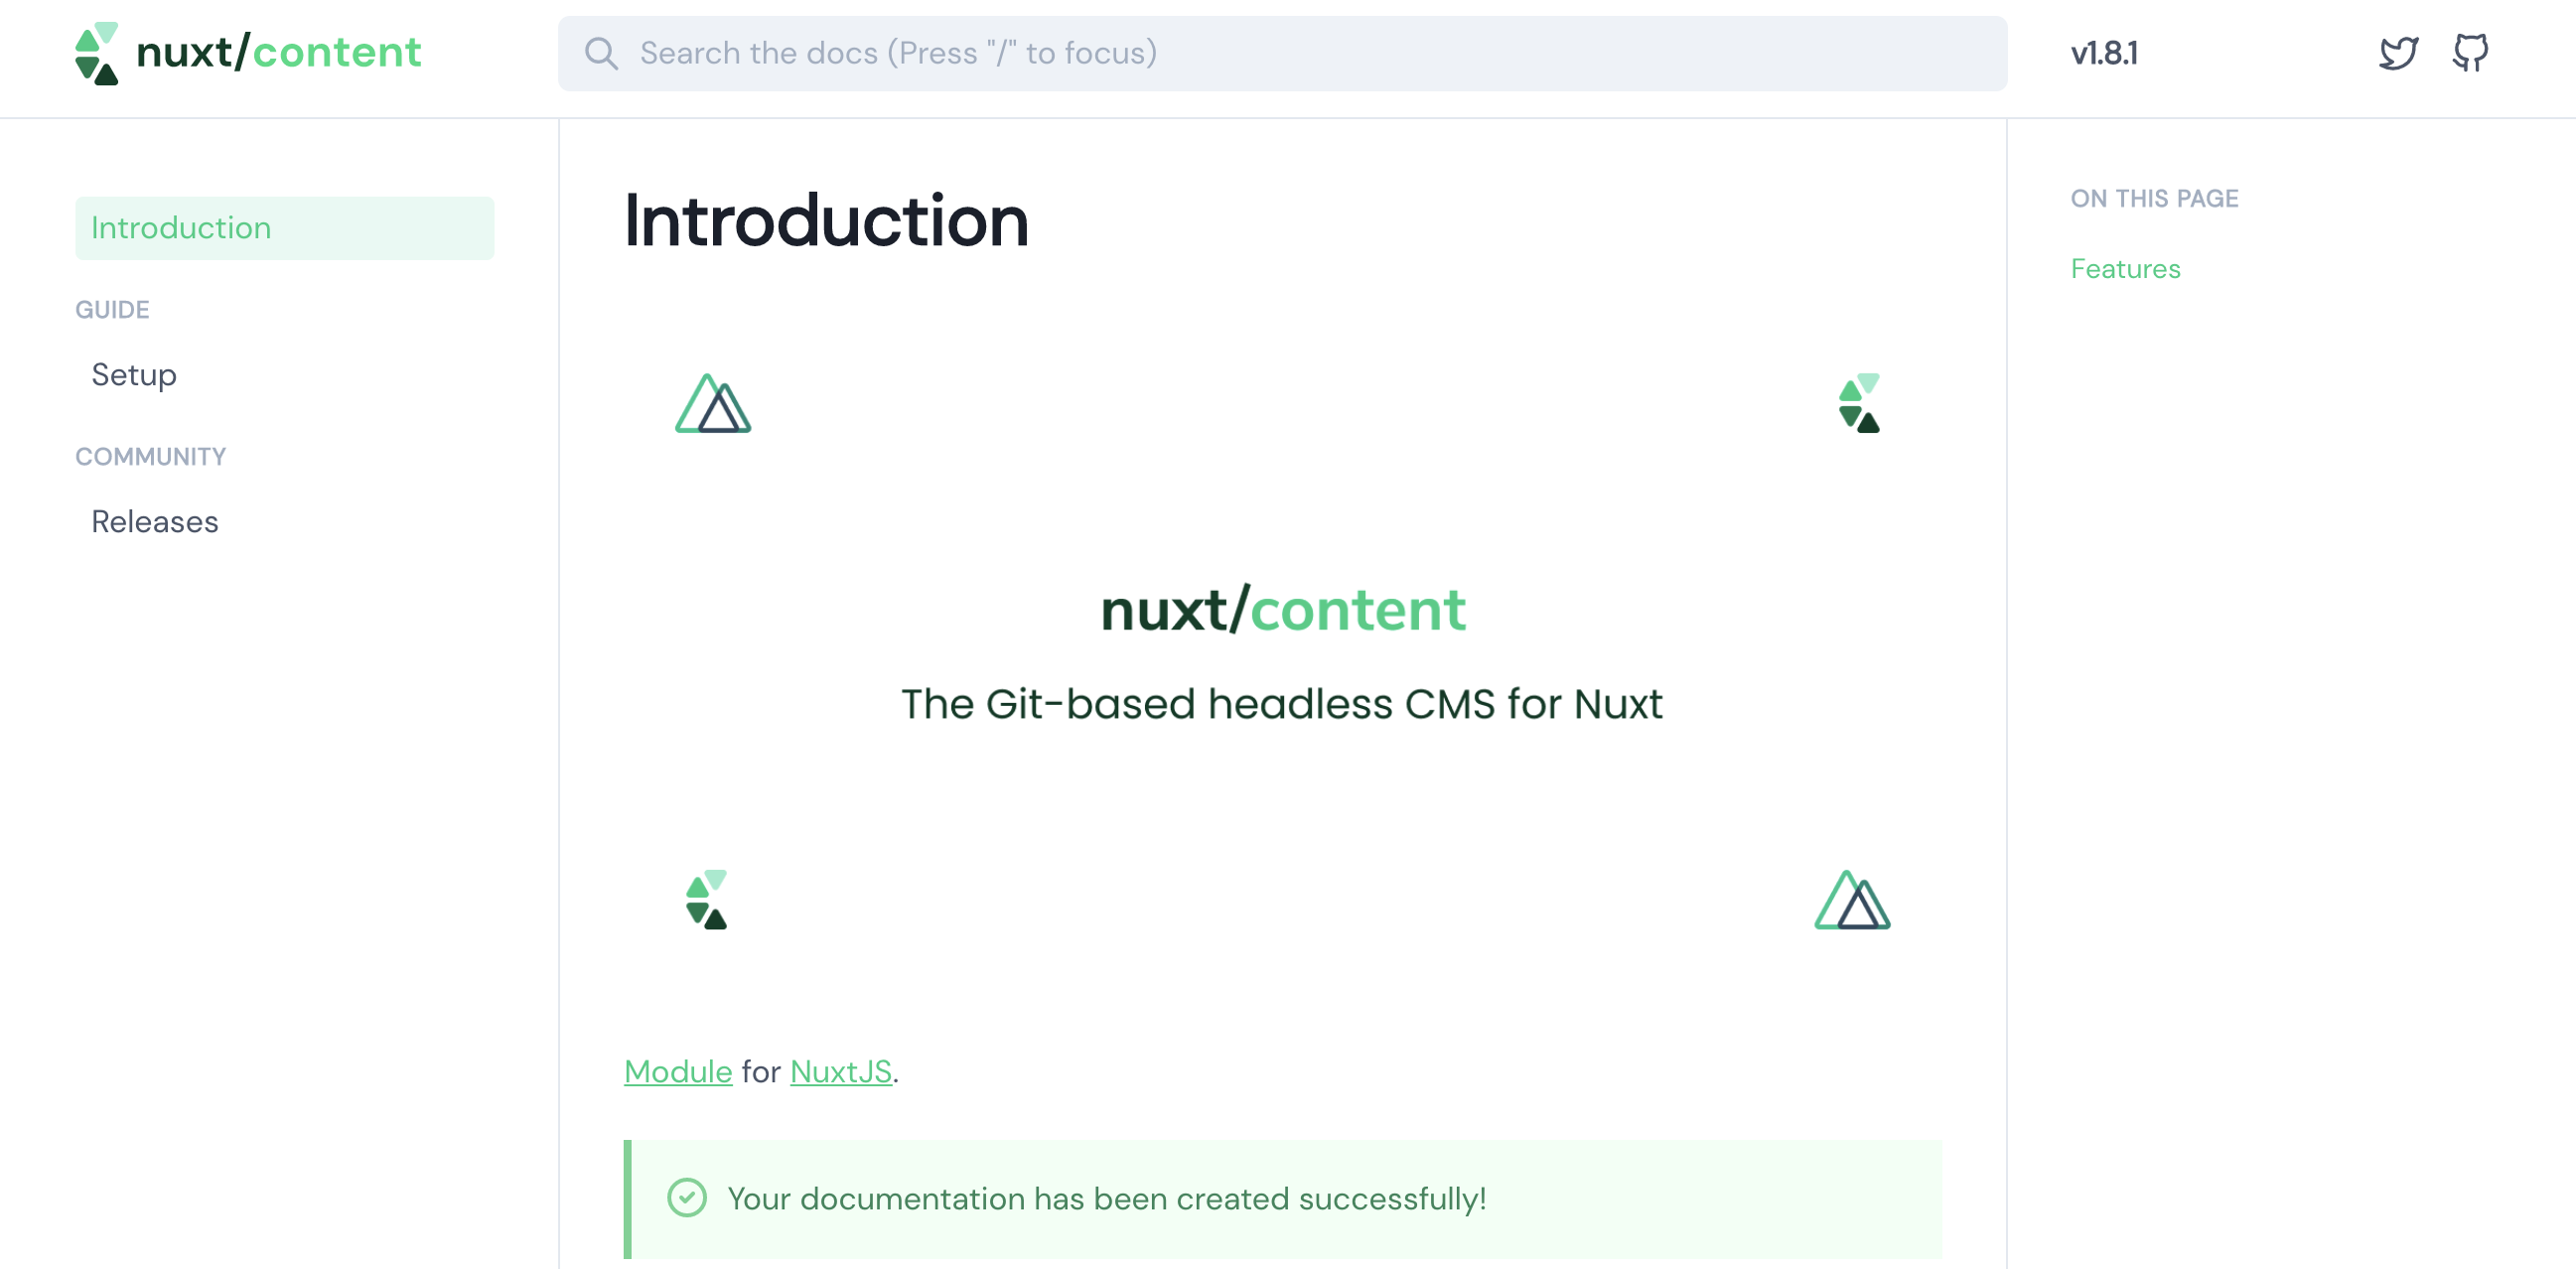 nuxt/content
Search the docs (Press "/" to focus)
v1.8.1
Introduction
GUIDE
Setup
COMMUNITY
Releases
Introduction
nuxt/content
The Git-based headless CMS for Nuxt
Module for NuxtJS.
Your documentation has been created successfully!
ON THIS PAGE
Features